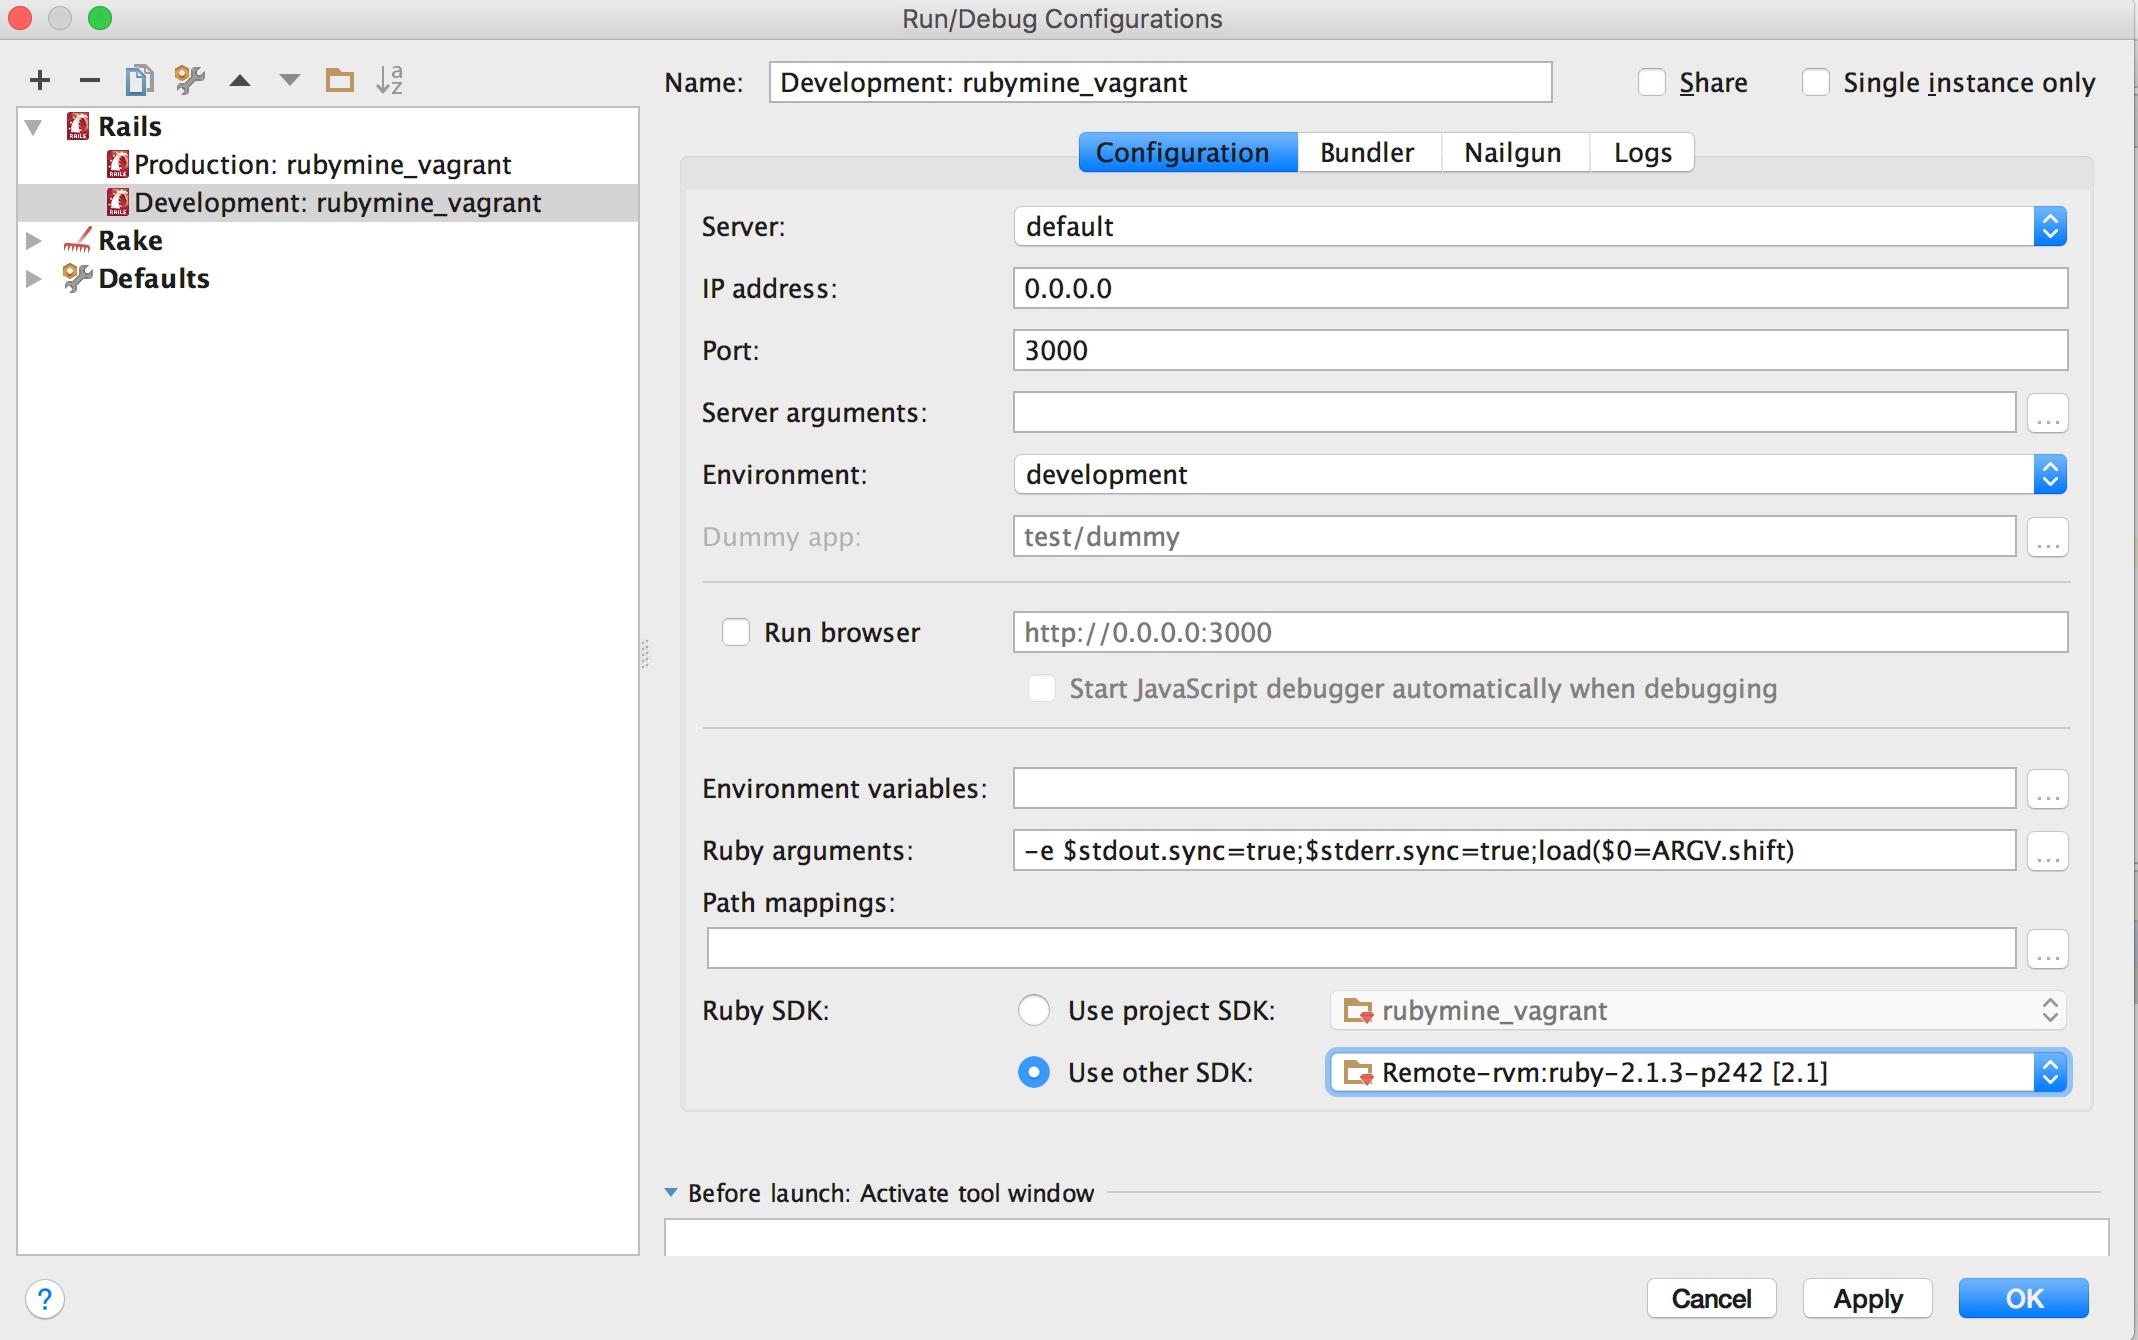 Run/Debug Configurations
Name: Development: rubymine_vagrant Share Single instance only
Rails
Production: rubymine_vagrant
Development: rubymine_vagrant
Rake
Defaults
Configuration Bundler Nailgun Logs
Server: default
IP address: 0.0.0.0
Port: 3000
Server arguments: ...
Environment: development
Dummy app: test/dummy ...
Run browser http://0.0.0.0:3000
Start JavaScript debugger automatically when debugging
Environment variables: ...
Ruby arguments: -e $stdout.sync=true;$stderr.sync=true;load($0=ARGV.shift) ...
Path mappings:
...
Ruby SDK: Use project SDK: rubymine_vagrant
Use other SDK: Remote-rvm:ruby-2.1.3-p242 [2.1]
Before launch: Activate tool window
? Cancel Apply OK